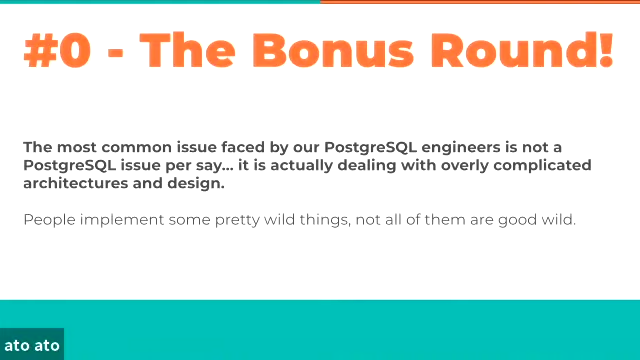 #0 - The Bonus Round!
The most common issue faced by our PostgreSQL engineers is not a
PostgreSQL issue per say... it is actually dealing with overly complicated
architectures and design.
People implement some pretty wild things, not all of them are good wild.
ato ato